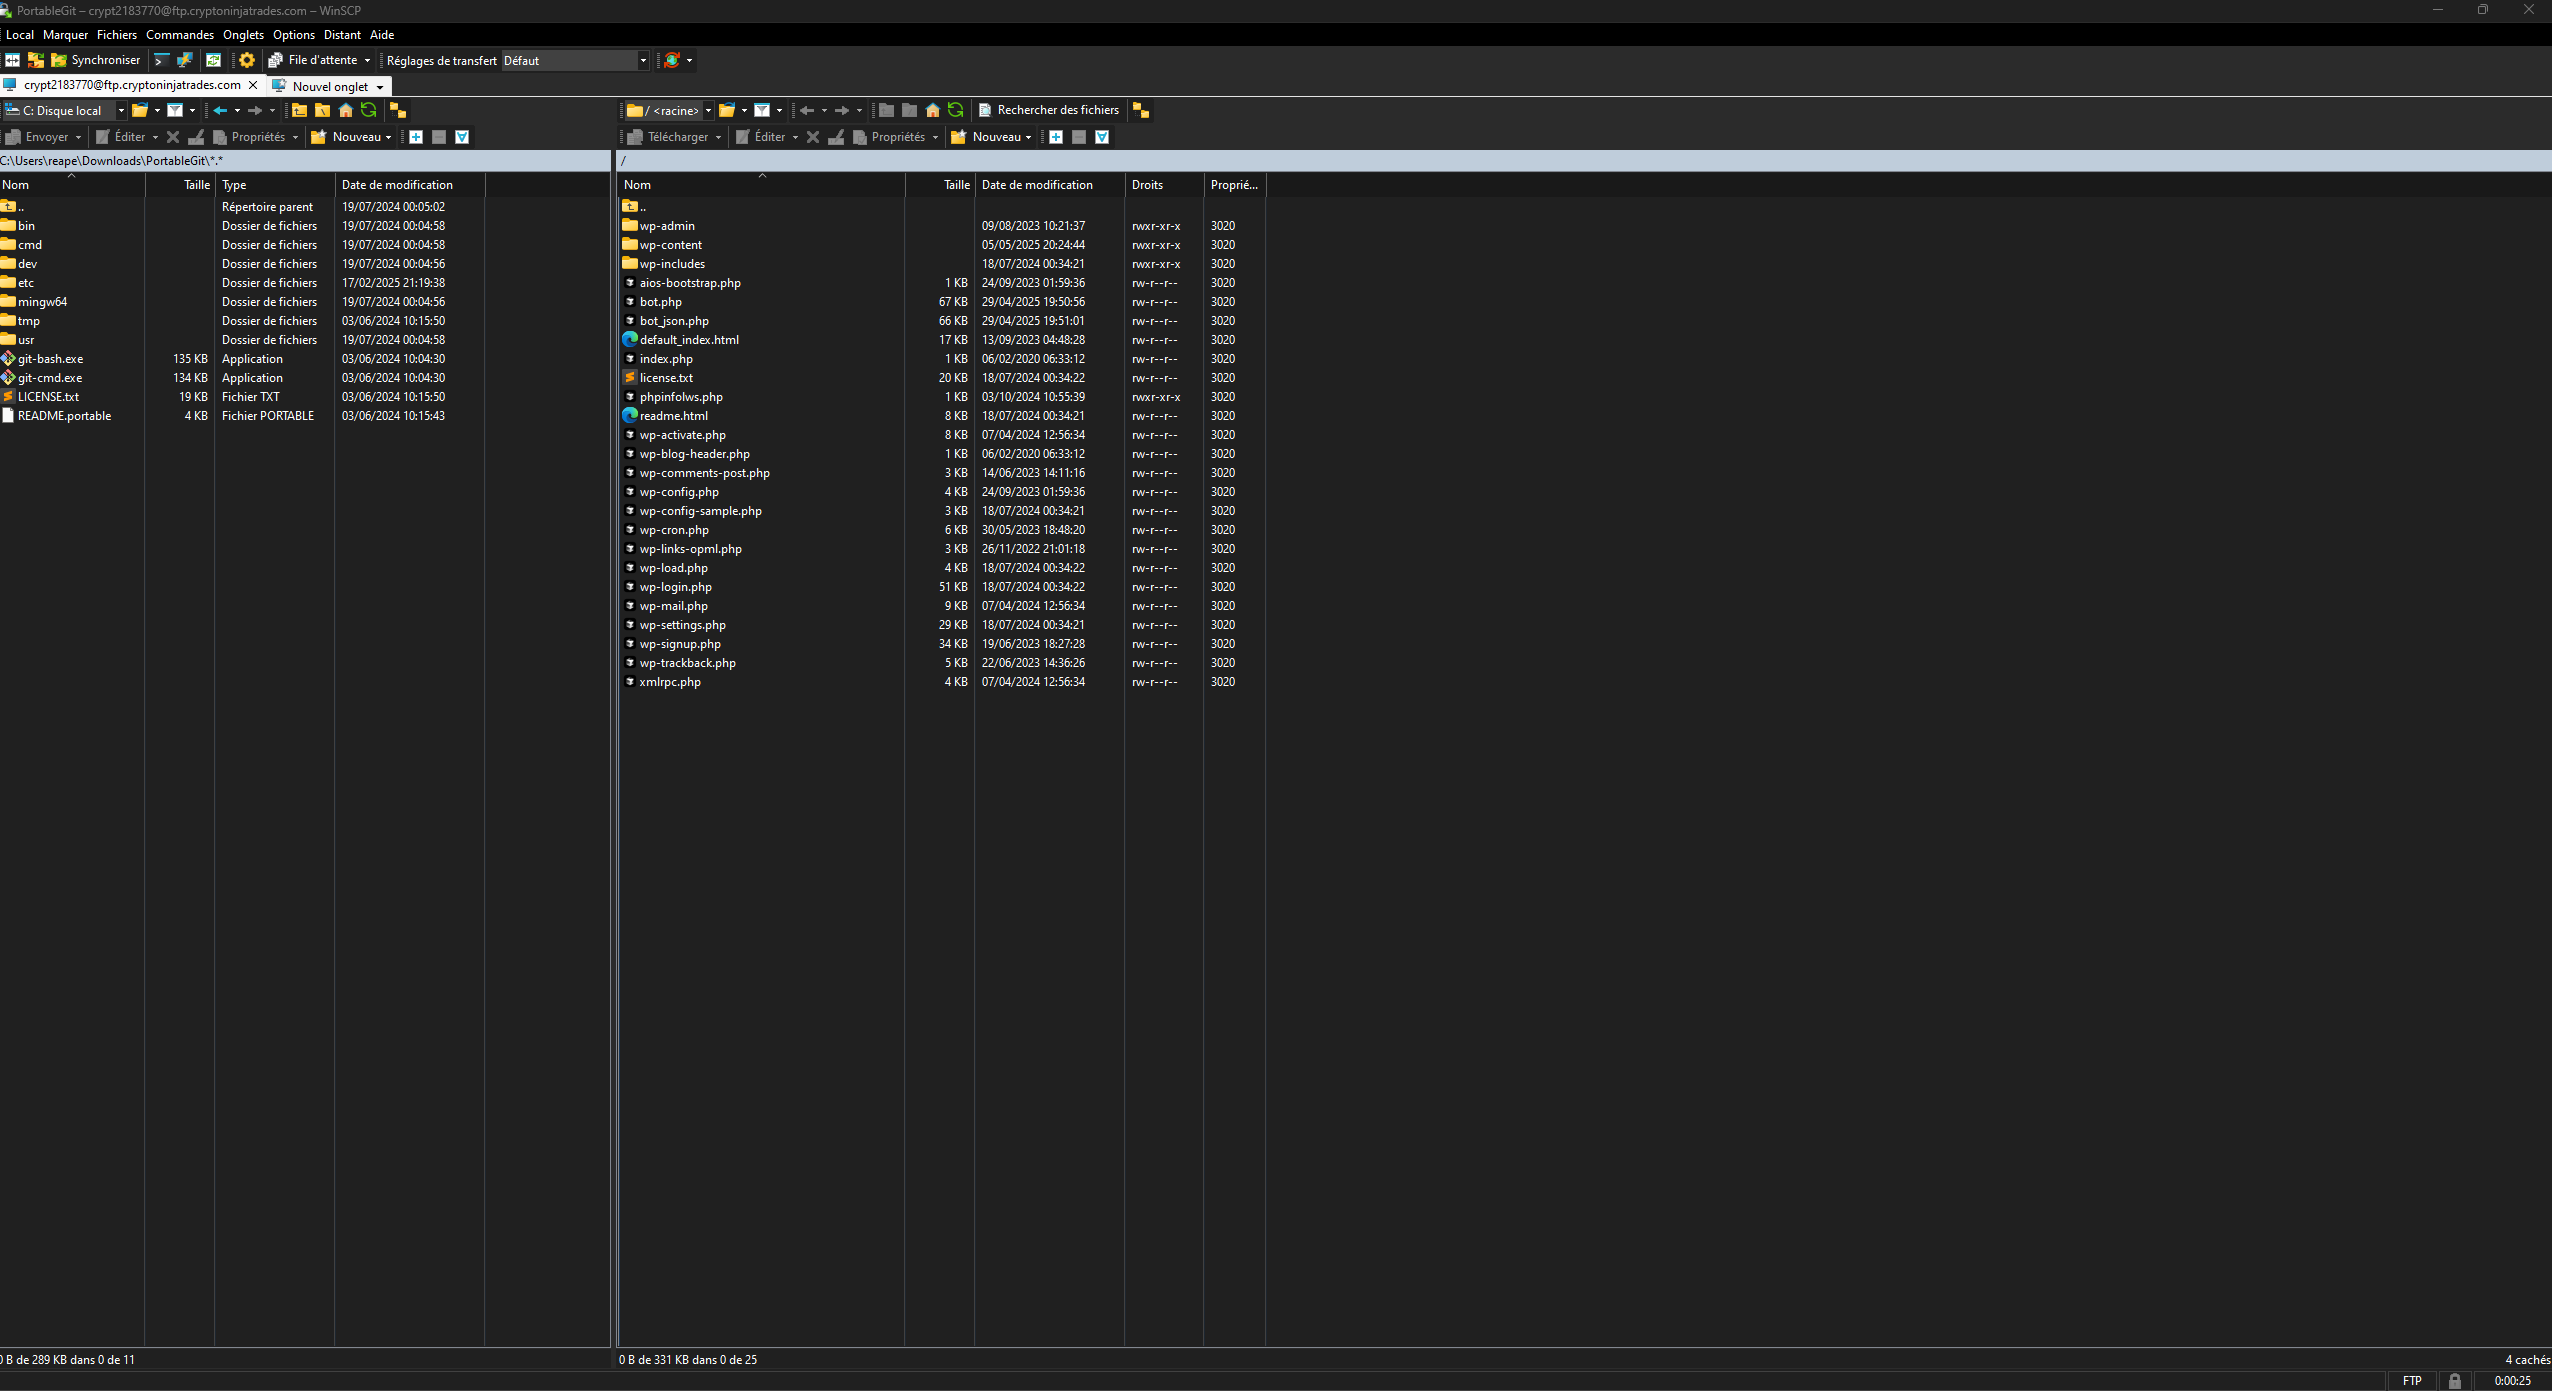 PortableGit – crypt2183770@ftp.cryptoninjatrades.com – WinSCP
Local Marquer Fichiers Commandes Onglets Options Distant Aide
Synchroniser File d'attente Réglages de transfert Défaut
crypt2183770@ftp.cryptoninjatrades.com Nouvel onglet
C: Disque local / <racine> Rechercher des fichiers
Envoyer Éditer Propriétés Nouveau Télécharger Éditer Propriétés Nouveau
C:\Users\reape\Downloads\PortableGit\*.*
Nom Taille Type Date de modification
.. Répertoire parent 19/07/2024 00:05:02
bin Dossier de fichiers 19/07/2024 00:04:58
cmd Dossier de fichiers 19/07/2024 00:04:58
dev Dossier de fichiers 19/07/2024 00:04:56
etc Dossier de fichiers 17/02/2025 21:19:38
mingw64 Dossier de fichiers 19/07/2024 00:04:56
tmp Dossier de fichiers 03/06/2024 10:15:50
usr Dossier de fichiers 19/07/2024 00:04:58
git-bash.exe 135 KB Application 03/06/2024 10:04:30
git-cmd.exe 134 KB Application 03/06/2024 10:04:30
LICENSE.txt 19 KB Fichier TXT 03/06/2024 10:15:50
README.portable 4 KB Fichier PORTABLE 03/06/2024 10:15:43
/
Nom Taille Date de modification Droits Proprié...
..
wp-admin 09/08/2023 10:21:37 rwxr-xr-x 3020
wp-content 05/05/2025 20:24:44 rwxr-xr-x 3020
wp-includes 18/07/2024 00:34:21 rwxr-xr-x 3020
aios-bootstrap.php 1 KB 24/09/2023 01:59:36 rw-r--r-- 3020
bot.php 67 KB 29/04/2025 19:50:56 rw-r--r-- 3020
bot_json.php 66 KB 29/04/2025 19:51:01 rw-r--r-- 3020
default_index.html 17 KB 13/09/2023 04:48:28 rw-r--r-- 3020
index.php 1 KB 06/02/2020 06:33:12 rw-r--r-- 3020
license.txt 20 KB 18/07/2024 00:34:22 rw-r--r-- 3020
phpinfolws.php 1 KB 03/10/2024 10:55:39 rwxr-xr-x 3020
readme.html 8 KB 18/07/2024 00:34:21 rw-r--r-- 3020
wp-activate.php 8 KB 07/04/2024 12:56:34 rw-r--r-- 3020
wp-blog-header.php 1 KB 06/02/2020 06:33:12 rw-r--r-- 3020
wp-comments-post.php 3 KB 14/06/2023 14:11:16 rw-r--r-- 3020
wp-config.php 4 KB 24/09/2023 01:59:36 rw-r--r-- 3020
wp-config-sample.php 3 KB 18/07/2024 00:34:21 rw-r--r-- 3020
wp-cron.php 6 KB 30/05/2023 18:48:20 rw-r--r-- 3020
wp-links-opml.php 3 KB 26/11/2022 21:01:18 rw-r--r-- 3020
wp-load.php 4 KB 18/07/2024 00:34:22 rw-r--r-- 3020
wp-login.php 51 KB 18/07/2024 00:34:22 rw-r--r-- 3020
wp-mail.php 9 KB 07/04/2024 12:56:34 rw-r--r-- 3020
wp-settings.php 29 KB 18/07/2024 00:34:21 rw-r--r-- 3020
wp-signup.php 34 KB 19/06/2023 18:27:28 rw-r--r-- 3020
wp-trackback.php 5 KB 22/06/2023 14:36:26 rw-r--r-- 3020
xmlrpc.php 4 KB 07/04/2024 12:56:34 rw-r--r-- 3020
0 B de 289 KB dans 0 de 11
0 B de 331 KB dans 0 de 25 4 cachés
FTP 0:00:25